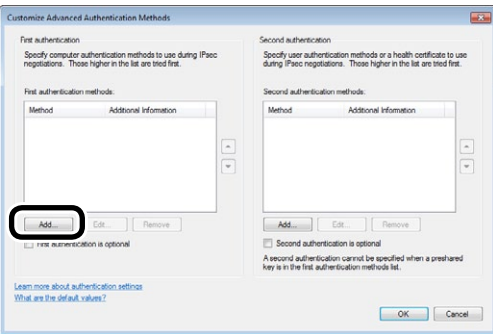 Customize Advanced Authentication Methods
First authentication
Specify computer authentication methods to use during IPsec
negotiations. Those higher in the list are tried first.
First authentication methods:
Method Additional Information
Add... Edit... Remove
First authentication is optional
Second authentication
Specify user authentication methods or a health certificate to use
during IPsec negotiations. Those higher in the list are tried first.
Second authentication methods:
Method Additional Information
Add... Edit... Remove
Second authentication is optional
A second authentication cannot be specified when a preshared
key is in the first authentication methods list.
Learn more about authentication settings
What are the default values?
OK Cancel